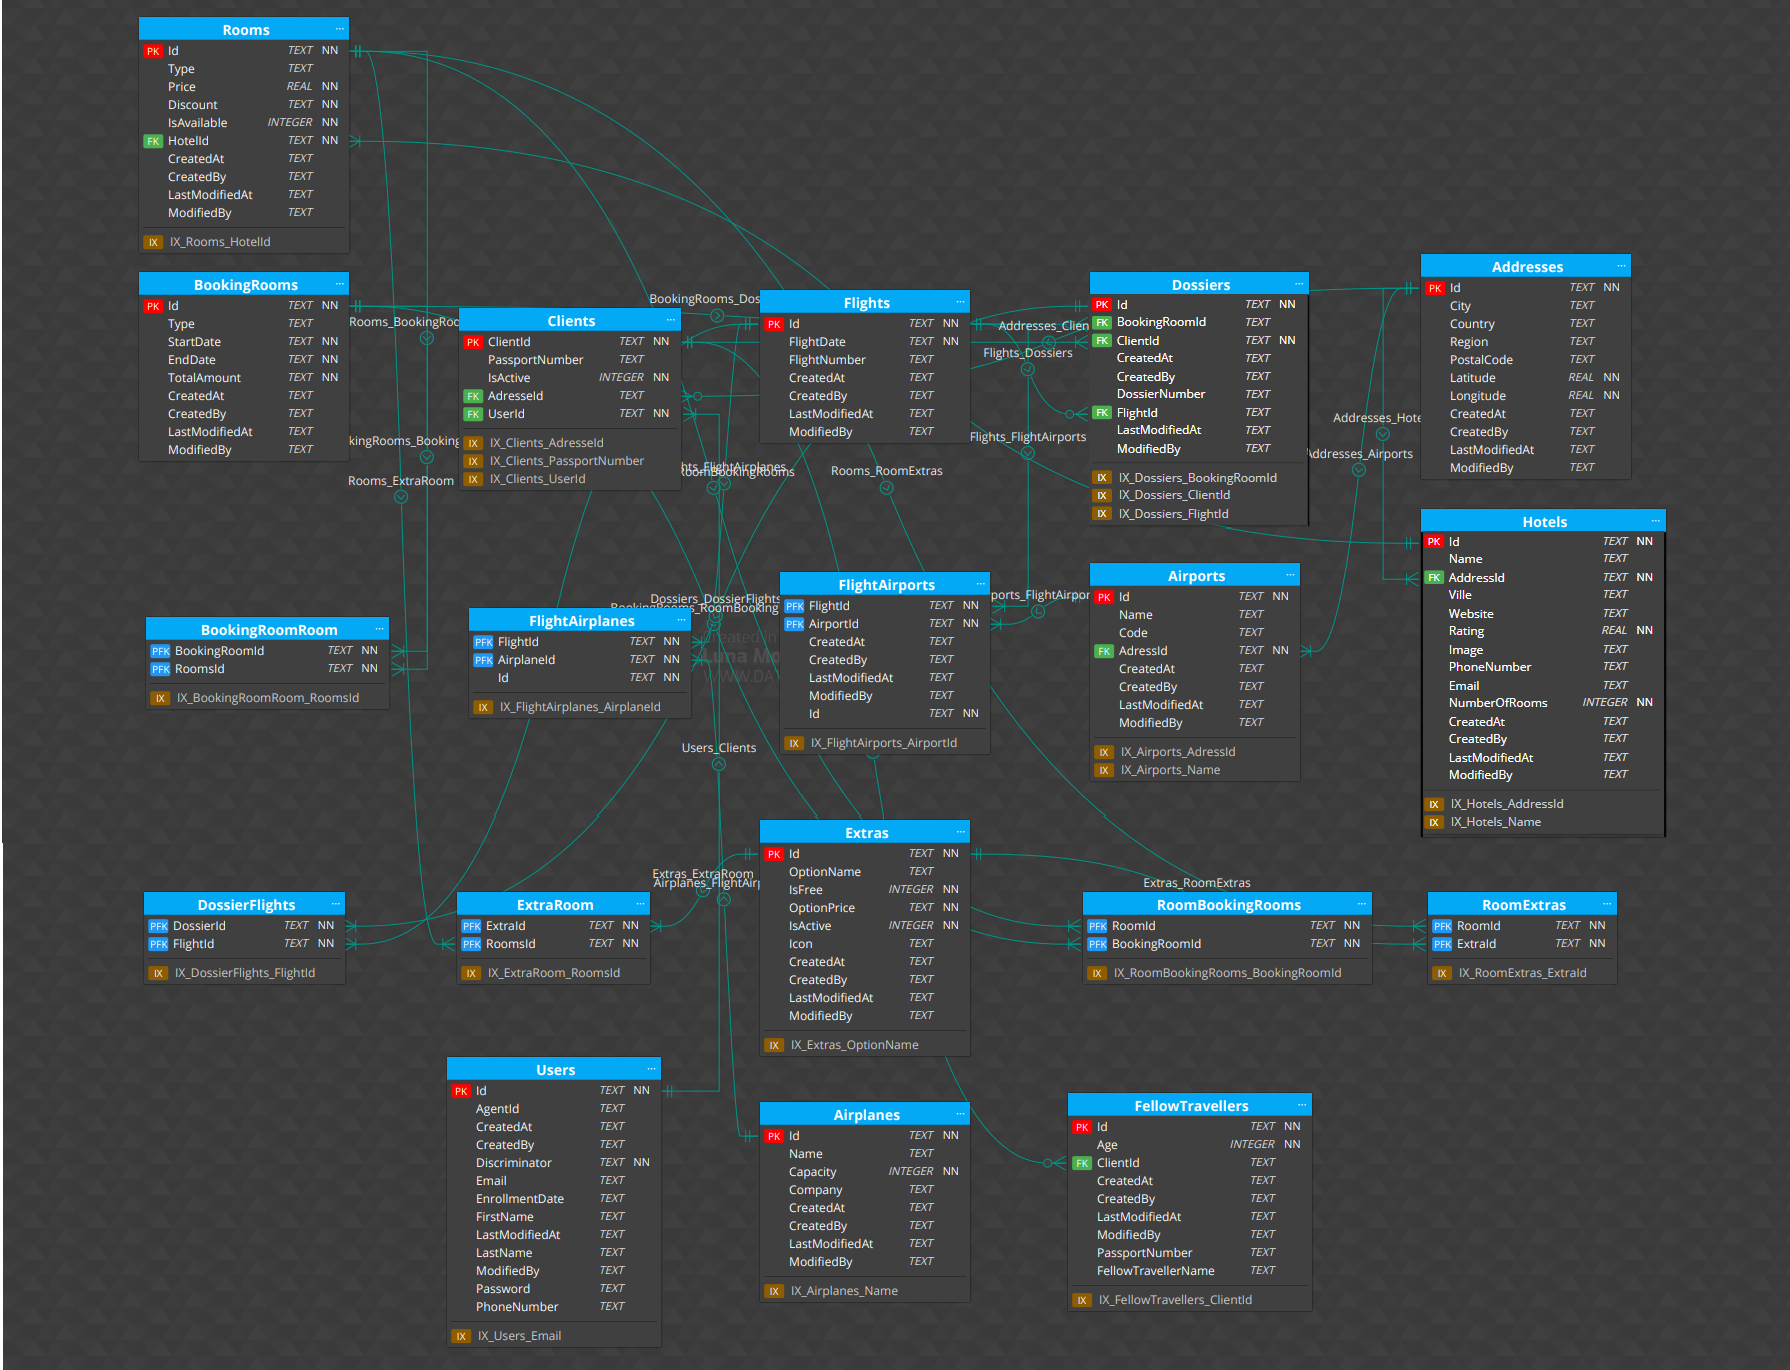 Rooms ...
PK Id TEXT NN
Type TEXT
Price REAL NN
Discount TEXT NN
IsAvailable INTEGER NN
FK HotelId TEXT NN
CreatedAt TEXT
CreatedBy TEXT
LastModifiedAt TEXT
ModifiedBy TEXT
IX IX_Rooms_HotelId
BookingRooms ...
PK Id TEXT NN
Type TEXT
StartDate TEXT NN
EndDate TEXT NN
TotalAmount TEXT NN
CreatedAt TEXT
CreatedBy TEXT
LastModifiedAt TEXT
ModifiedBy TEXT
Rooms_BookingRoo
kingRooms_Booking
Rooms_ExtraRoom
Clients ...
PK ClientId TEXT NN
PassportNumber TEXT
IsActive INTEGER NN
FK AdresseId TEXT
FK UserId TEXT NN
IX IX_Clients_AdresseId
IX IX_Clients_PassportNumber
IX IX_Clients_UserId
BookingRooms_Dos
Flights ...
PK Id TEXT NN
FlightDate TEXT NN
FlightNumber TEXT
CreatedAt TEXT
CreatedBy TEXT
LastModifiedAt TEXT
ModifiedBy TEXT
Rooms_RoomExtras
Addresses_Clien
Flights_Dossiers
Flights_FlightAirports
Dossiers ...
PK Id TEXT NN
FK BookingRoomId TEXT
FK ClientId TEXT NN
CreatedAt TEXT
CreatedBy TEXT
DossierNumber TEXT
FK FlightId TEXT
LastModifiedAt TEXT
ModifiedBy TEXT
IX IX_Dossiers_BookingRoomId
IX IX_Dossiers_ClientId
IX IX_Dossiers_FlightId
Addresses ...
PK Id TEXT NN
City TEXT
Country TEXT
Region TEXT
PostalCode TEXT
Latitude REAL NN
Longitude REAL NN
CreatedAt TEXT
CreatedBy TEXT
LastModifiedAt TEXT
ModifiedBy TEXT
Addresses_Hote
Addresses_Airports
Hotels ...
PK Id TEXT NN
Name TEXT
FK AddressId TEXT NN
Ville TEXT
Website TEXT
Rating REAL NN
Image TEXT
PhoneNumber TEXT
Email TEXT
NumberOfRooms INTEGER NN
CreatedAt TEXT
CreatedBy TEXT
LastModifiedAt TEXT
ModifiedBy TEXT
IX IX_Hotels_AddressId
IX IX_Hotels_Name
BookingRoomRoom ...
PFK BookingRoomId TEXT NN
PFK RoomsId TEXT NN
IX IX_BookingRoomRoom_RoomsId
FlightAirplanes ...
PFK FlightId TEXT NN
PFK AirplaneId TEXT NN
Id TEXT NN
IX IX_FlightAirplanes_AirplaneId
Dossiers_DossierFlights
BookingRooms_RoomBooking
Users_Clients
FlightAirports ...
PFK FlightId TEXT NN
PFK AirportId TEXT NN
CreatedAt TEXT
CreatedBy TEXT
LastModifiedAt TEXT
ModifiedBy TEXT
Id TEXT NN
IX IX_FlightAirports_AirportId
ports_FlightAirpor
Airports ...
PK Id TEXT NN
Name TEXT
Code TEXT
FK AdressId TEXT NN
CreatedAt TEXT
CreatedBy TEXT
LastModifiedAt TEXT
ModifiedBy TEXT
IX IX_Airports_AdressId
IX IX_Airports_Name
DossierFlights ...
PFK DossierId TEXT NN
PFK FlightId TEXT NN
IX IX_DossierFlights_FlightId
ExtraRoom ...
PFK ExtraId TEXT NN
PFK RoomsId TEXT NN
IX IX_ExtraRoom_RoomsId
Extras_ExtraRoom
Airplanes_FlightAirp
Extras ...
PK Id TEXT NN
OptionName TEXT
IsFree INTEGER NN
OptionPrice TEXT NN
IsActive INTEGER NN
Icon TEXT
CreatedAt TEXT
CreatedBy TEXT
LastModifiedAt TEXT
ModifiedBy TEXT
IX IX_Extras_OptionName
Extras_RoomExtras
RoomBookingRooms ...
PFK RoomId TEXT NN
PFK BookingRoomId TEXT NN
IX IX_RoomBookingRooms_BookingRoomId
RoomExtras ...
PFK RoomId TEXT NN
PFK ExtraId TEXT NN
IX IX_RoomExtras_ExtraId
Users ...
PK Id TEXT NN
AgentId TEXT
CreatedAt TEXT
CreatedBy TEXT
Discriminator TEXT NN
Email TEXT
EnrollmentDate TEXT
FirstName TEXT
LastModifiedAt TEXT
LastName TEXT
ModifiedBy TEXT
Password TEXT
PhoneNumber TEXT
IX IX_Users_Email
Airplanes ...
PK Id TEXT NN
Name TEXT
Capacity INTEGER NN
Company TEXT
CreatedAt TEXT
CreatedBy TEXT
LastModifiedAt TEXT
ModifiedBy TEXT
IX IX_Airplanes_Name
FellowTravellers ...
PK Id TEXT NN
Age INTEGER NN
FK ClientId TEXT
CreatedAt TEXT
CreatedBy TEXT
LastModifiedAt TEXT
ModifiedBy TEXT
PassportNumber TEXT
FellowTravellerName TEXT
IX IX_FellowTravellers_ClientId